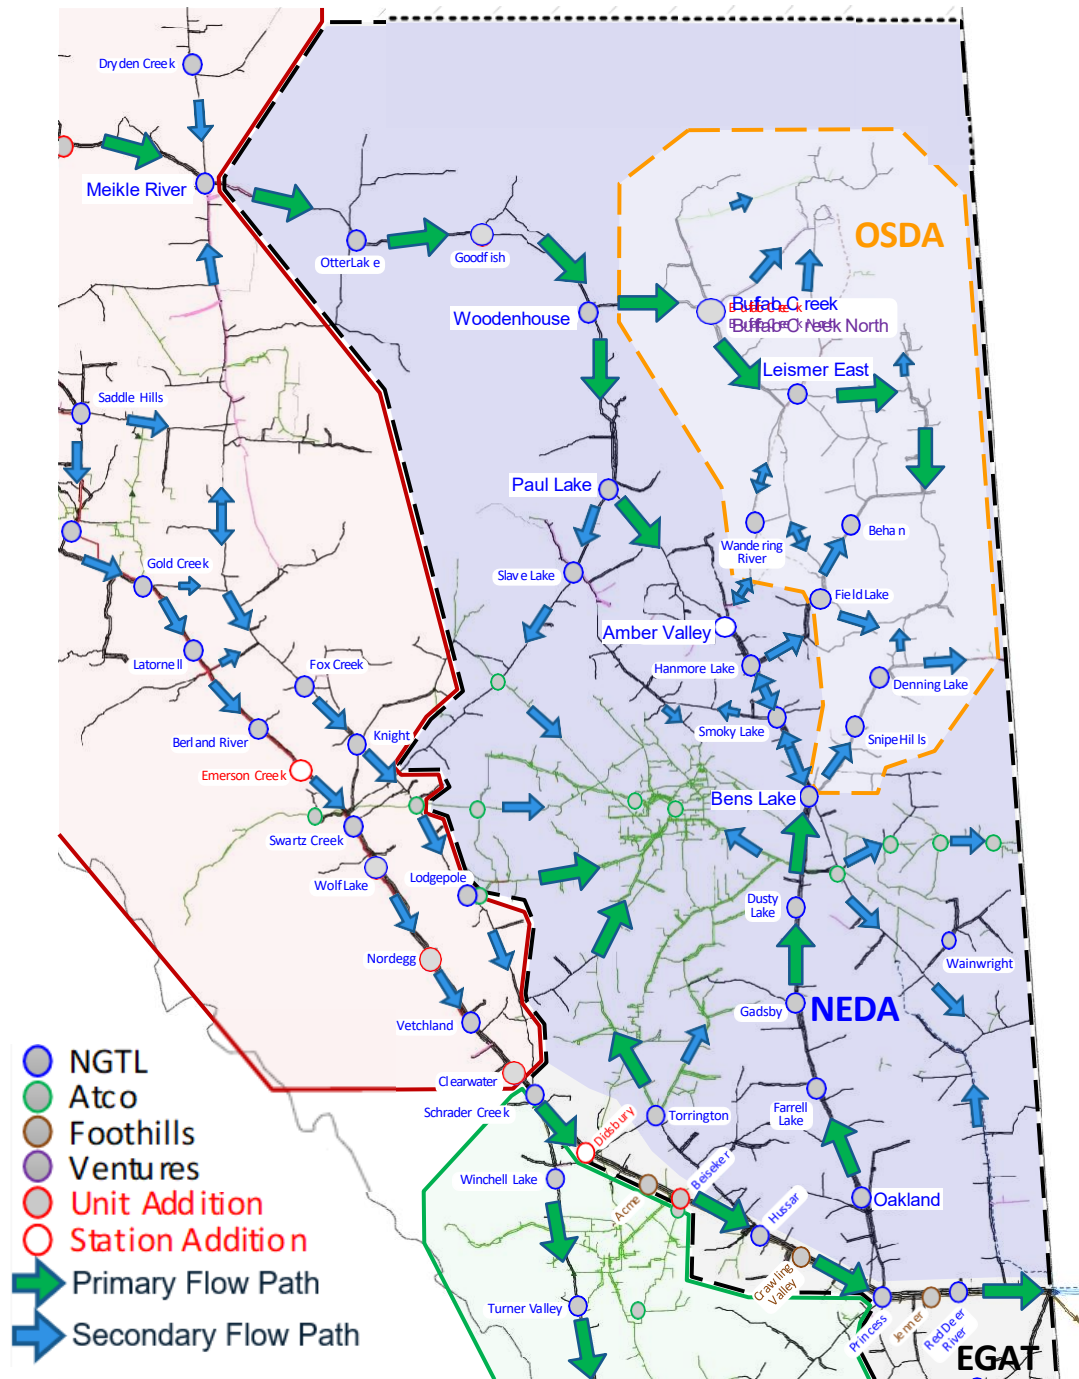 Dryden Creek
Meikle River
OtterLake
Goodfish
OSDA
Woodenhouse
Buffalo Creek
Buffalo Creek North
Leismer East
Saddle Hills
Paul Lake
Wandering
River
Behan
Gold Creek
Slave Lake
Field Lake
Amber Valley
Latornell
Fox Creek
Hanmore Lake
Denning Lake
Berland River
Knight
Smoky Lake
Snipe Hills
Emerson Creek
Bens Lake
Swartz Creek
Wolf Lake
Lodgepole
Dusty
Lake
Nordegg
Wainwright
Vetchland
Gadsby
NEDA
Clearwater
Schrader Creek
Torrington
Farrell
Lake
Didsbury
Winchell Lake
Acme
Beiseker
Hussar
Oakland
Crawling
Valley
Turner Valley
Princess
Jenner
Red Deer
River
EGAT
NGTL
Atco
Foothills
Ventures
Unit Addition
Station Addition
Primary Flow Path
Secondary Flow Path